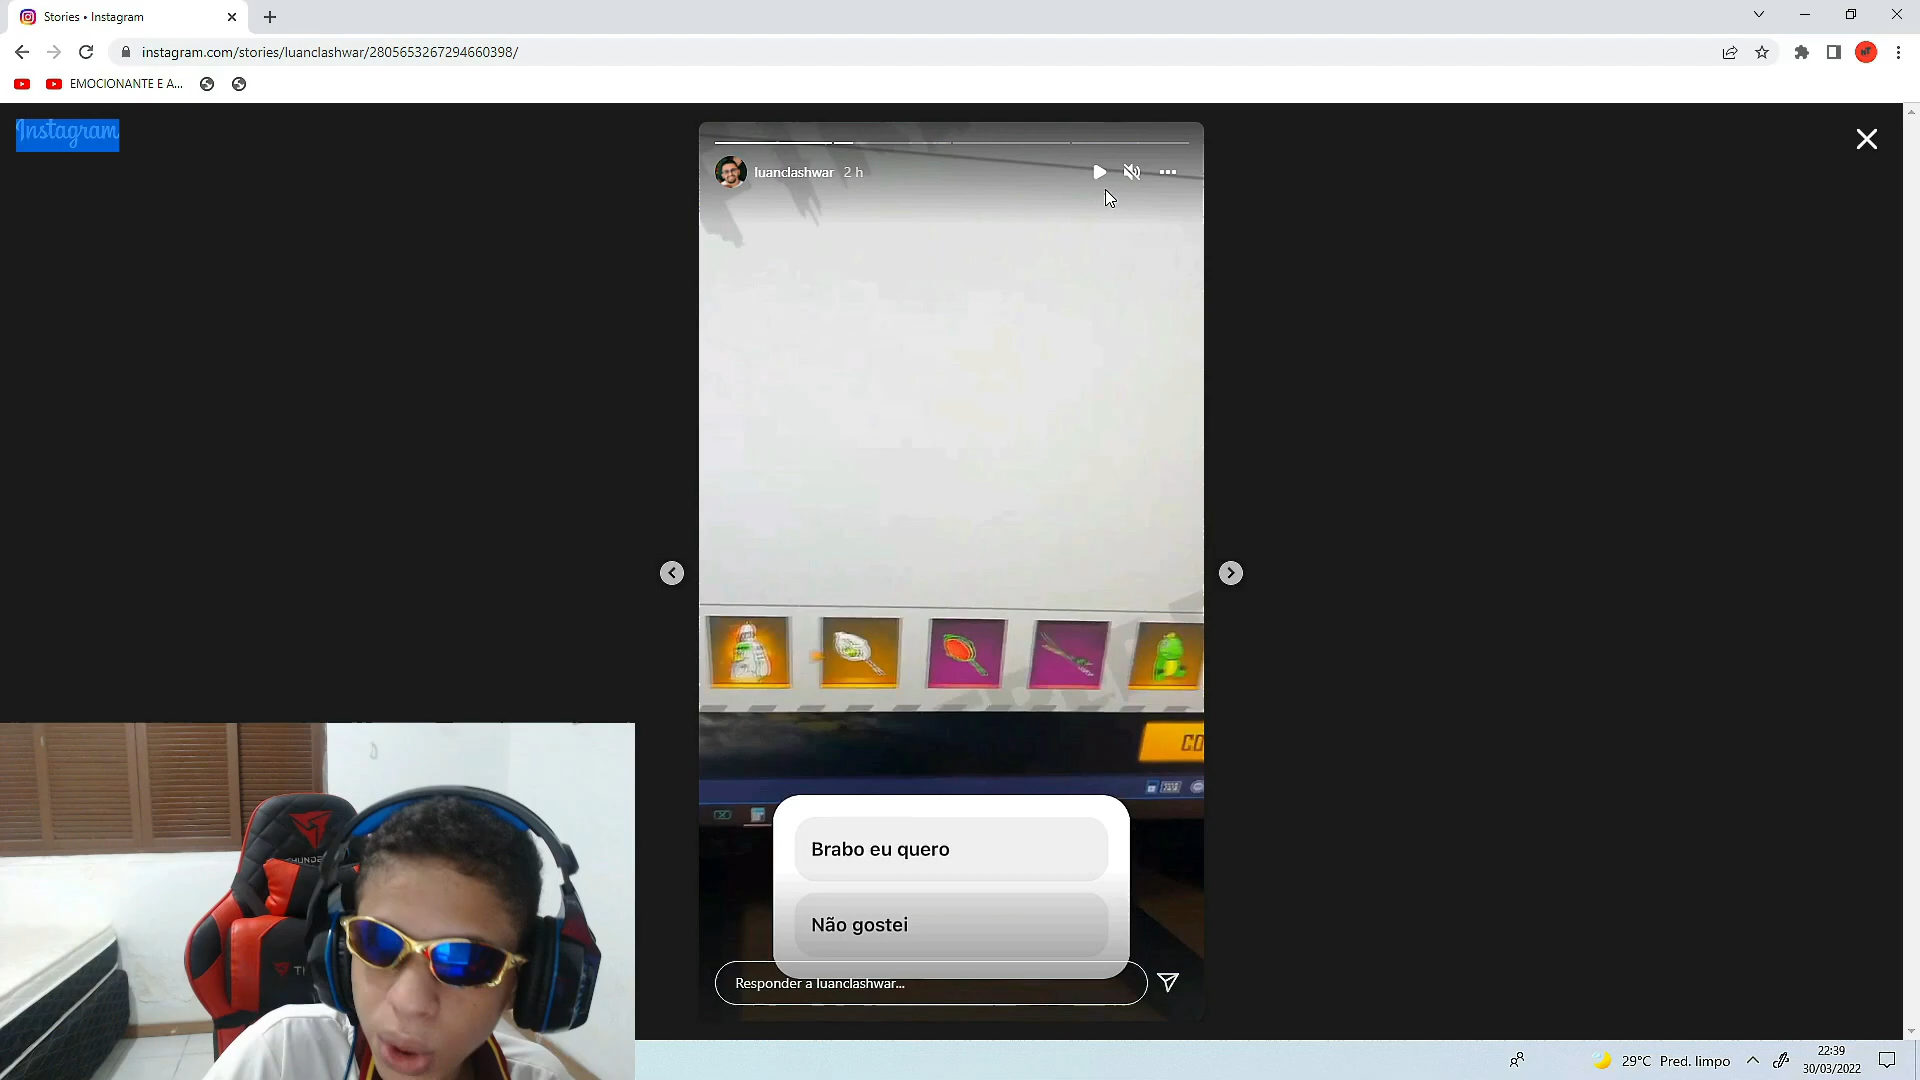 Stories • Instagram
instagram.com/stories/luanclashwar/2805653267294660398/
EMOCIONANTE E A...
Instagram
luanclashwar 2 h
CO
Brabo eu quero
Não gostei
Responder a luanclashwar...
29°C Pred. limpo
22:39
30/03/2022